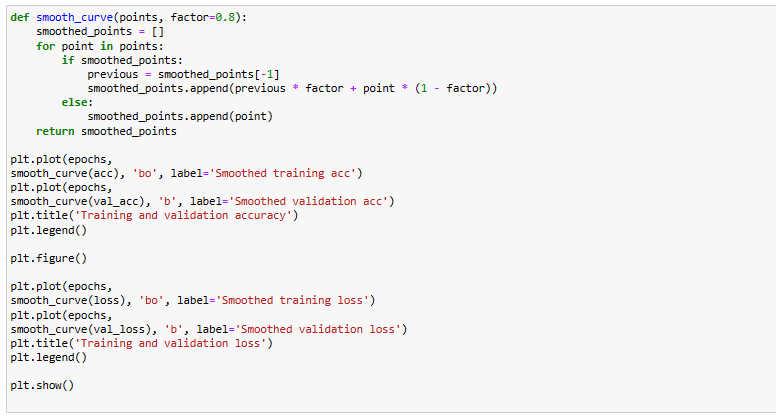 def smooth_curve(points, factor=0.8):
    smoothed_points = []
    for point in points:
        if smoothed_points:
            previous = smoothed_points[-1]
            smoothed_points.append(previous * factor + point * (1 - factor))
        else:
            smoothed_points.append(point)
    return smoothed_points

plt.plot(epochs,
smooth_curve(acc), 'bo', label='Smoothed training acc')
plt.plot(epochs,
smooth_curve(val_acc), 'b', label='Smoothed validation acc')
plt.title('Training and validation accuracy')
plt.legend()

plt.figure()

plt.plot(epochs,
smooth_curve(loss), 'bo', label='Smoothed training loss')
plt.plot(epochs,
smooth_curve(val_loss), 'b', label='Smoothed validation loss')
plt.title('Training and validation loss')
plt.legend()

plt.show()